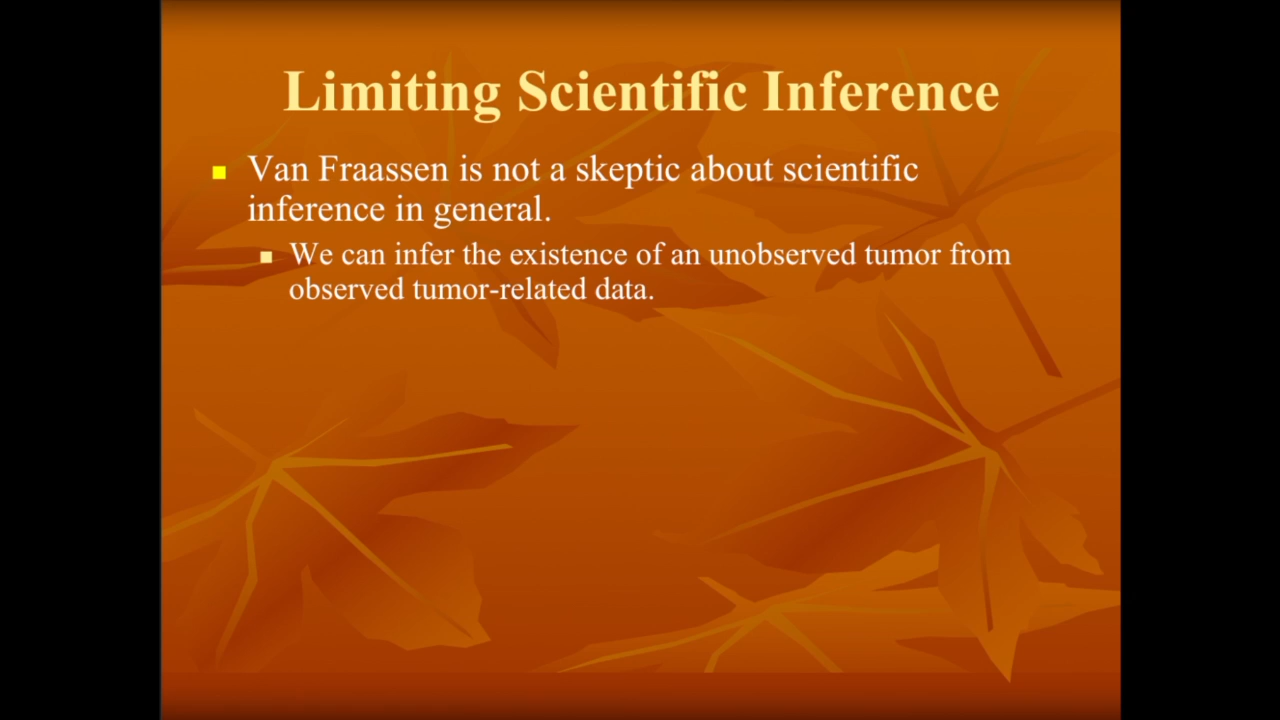 Limiting Scientific Inference
Van Fraassen is not a skeptic about scientific
inference in general.
We can infer the existence of an unobserved tumor from
observed tumor-related data.